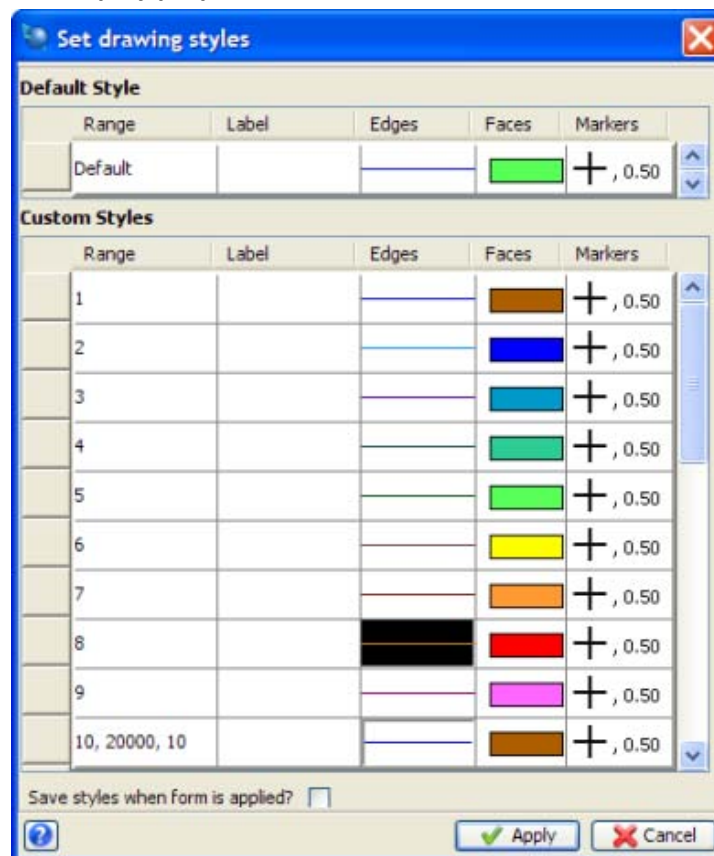 Set drawing styles
Default Style
Range Label Edges Faces Markers
Default , 0.50
Custom Styles
Range Label Edges Faces Markers
1 , 0.50
2 , 0.50
3 , 0.50
4 , 0.50
5 , 0.50
6 , 0.50
7 , 0.50
8 , 0.50
9 , 0.50
10, 20000, 10 , 0.50
Save styles when form is applied?
? Apply Cancel